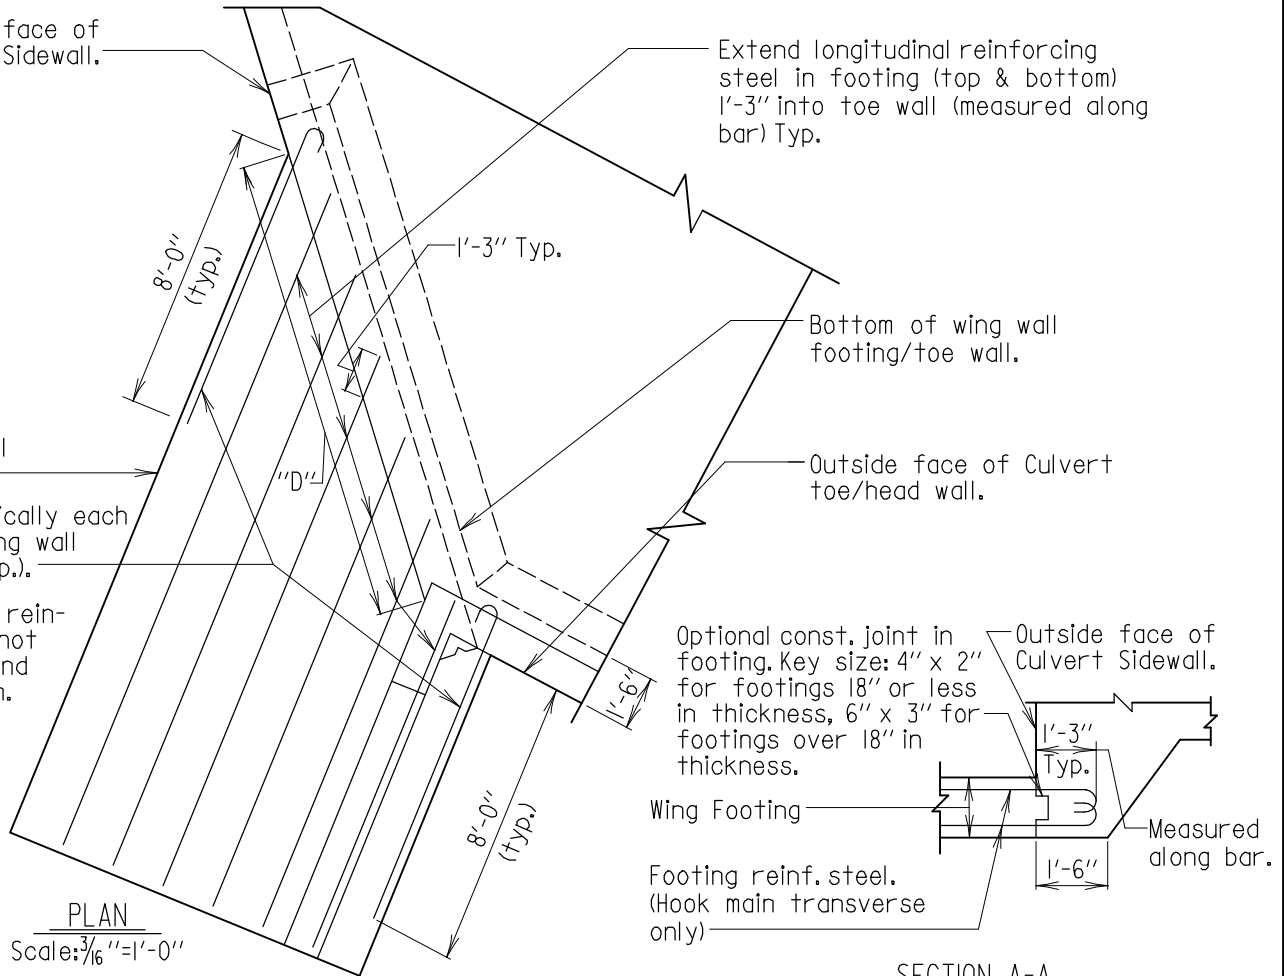 face of
Sidewall.
Extend longitudinal reinforcing
steel in footing (top & bottom)
1'-3" into toe wall (measured along
bar) Typ.
8'-0"
(typ.)
1'-3" Typ.
Bottom of wing wall
footing/toe wall.
"D"
Outside face of Culvert
toe/head wall.
ically each
ng wall
p.).
rein-
not
nd
Optional const. joint in
footing. Key size: 4" x 2"
for footings 18" or less
in thickness, 6" x 3" for
footings over 18" in
thickness.
Outside face of
Culvert Sidewall.
1'-6"
1'-3"
Typ.
8'-0"
(typ.)
Wing Footing
Measured
along bar.
1'-6"
Footing reinf. steel.
(Hook main transverse
only)
PLAN
Scale: 3/16"=1'-0"
SECTION A-A